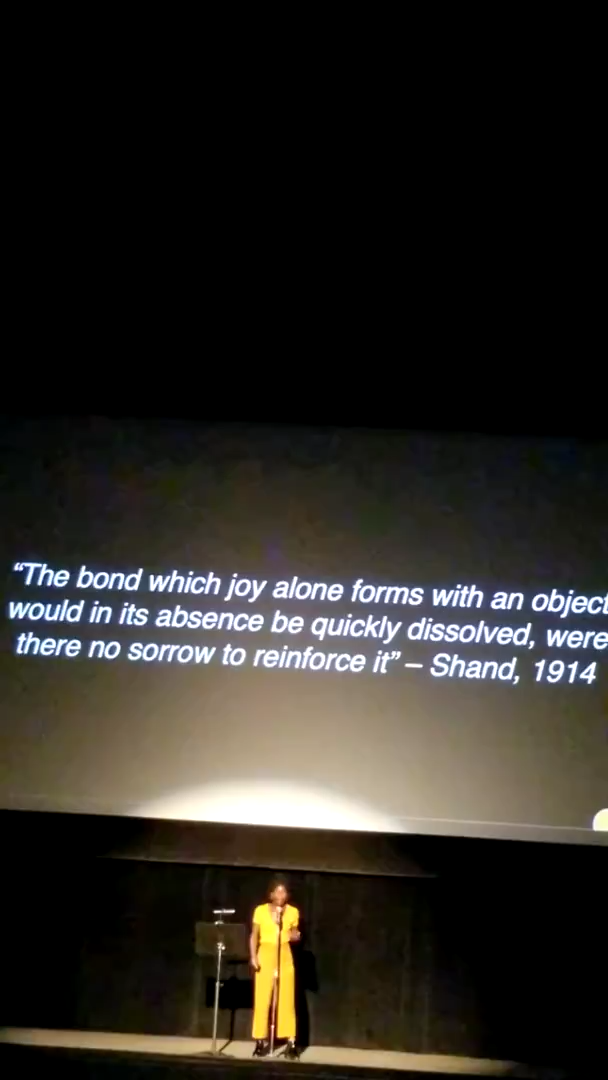 “The bond which joy alone forms with an object
would in its absence be quickly dissolved, were
there no sorrow to reinforce it” – Shand, 1914